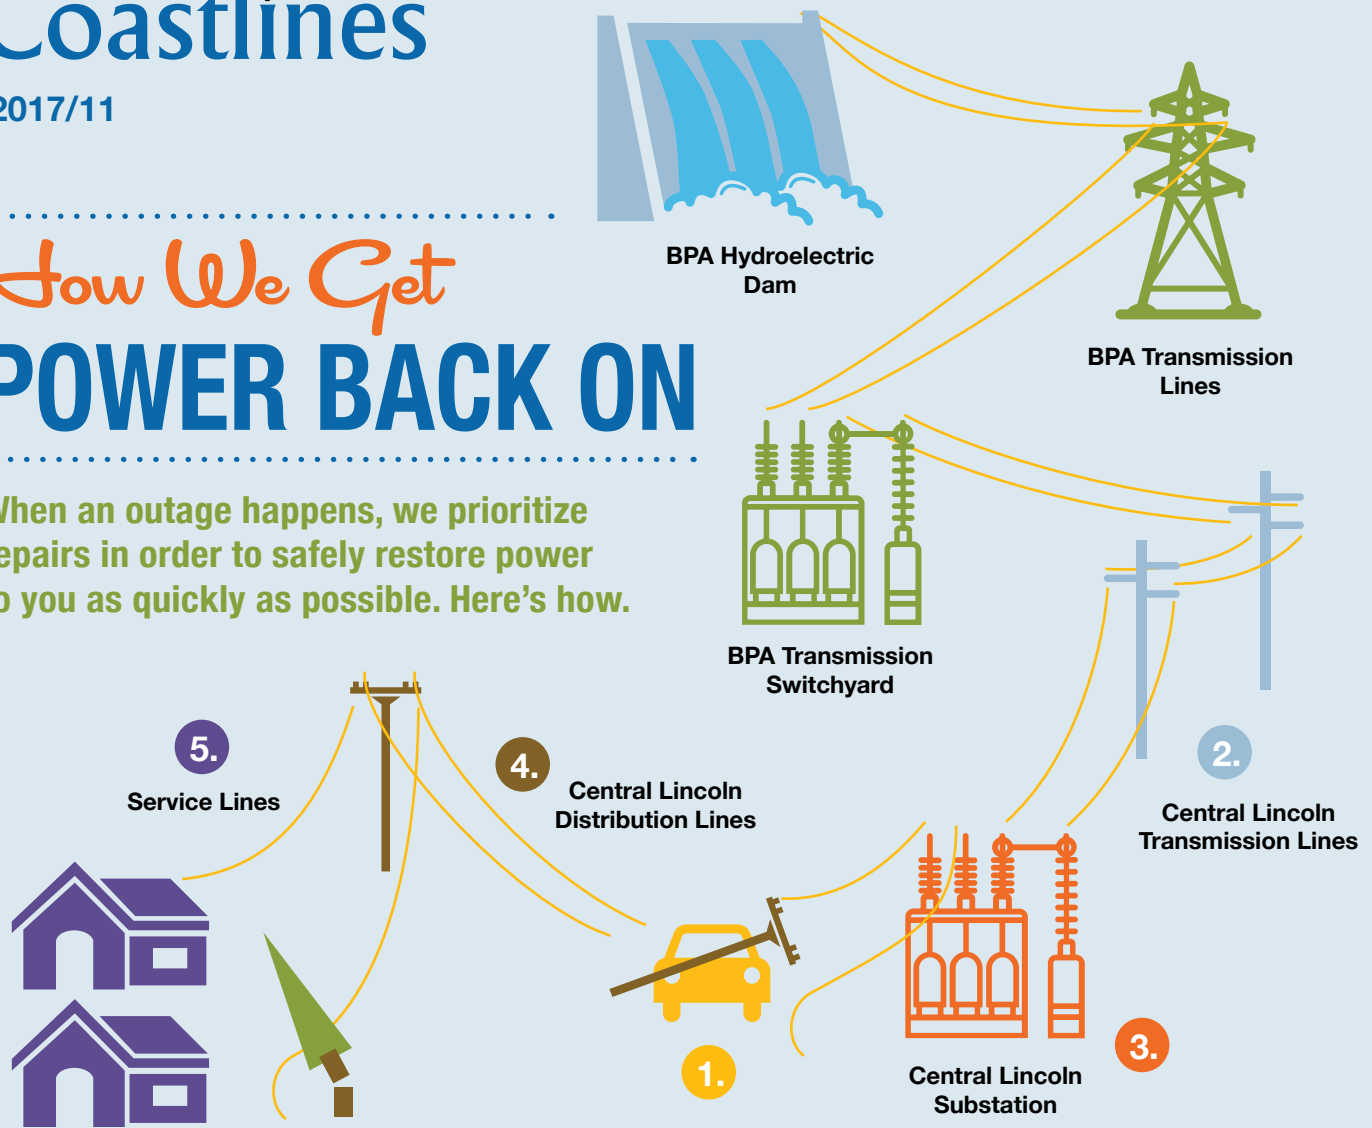 Coastlines
2017/11
How We Get
POWER BACK ON
When an outage happens, we prioritize
epairs in order to safely restore power
o you as quickly as possible. Here's how.
BPA Hydroelectric
Dam
BPA Transmission
Lines
BPA Transmission
Switchyard
5.
Service Lines
4.
Central Lincoln
Distribution Lines
2.
Central Lincoln
Transmission Lines
1.
3.
Central Lincoln
Substation